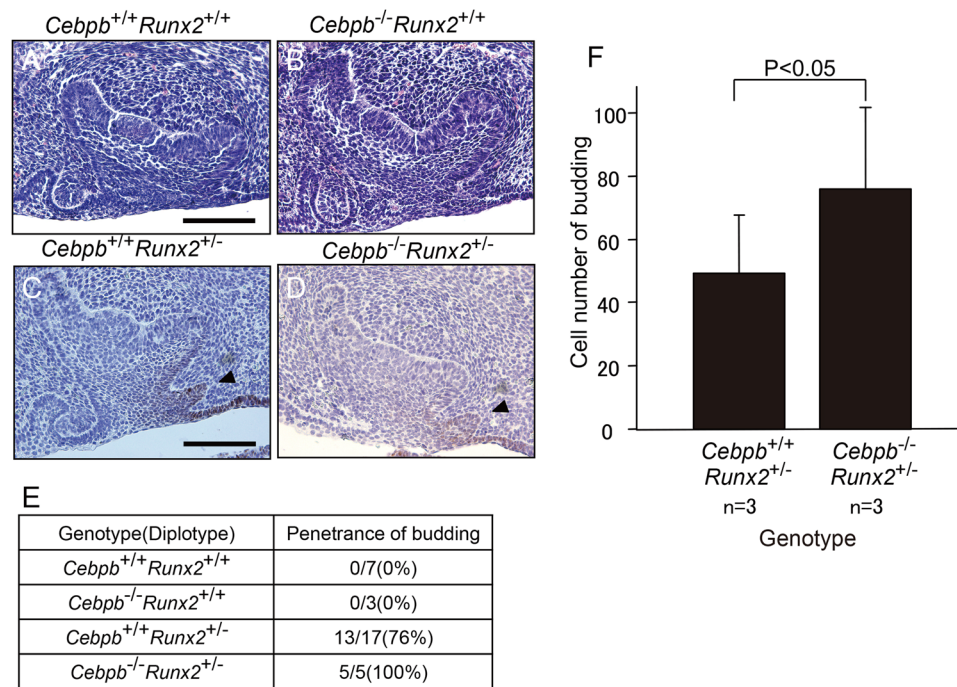 Cebpb+/+Runx2+/+
Cebpb-/-Runx2+/+
A
B
Cebpb+/+Runx2+/-
Cebpb-/-Runx2+/-
C
D
E
Genotype(Diplotype) Penetrance of budding
Cebpb+/+Runx2+/+ 0/7(0%)
Cebpb-/-Runx2+/+ 0/3(0%)
Cebpb+/+Runx2+/- 13/17(76%)
Cebpb-/-Runx2+/- 5/5(100%)
F
P<0.05
Cell number of budding
100
80
60
40
20
0
Cebpb+/+
Runx2+/-
n=3
Cebpb-/-
Runx2+/-
n=3
Genotype